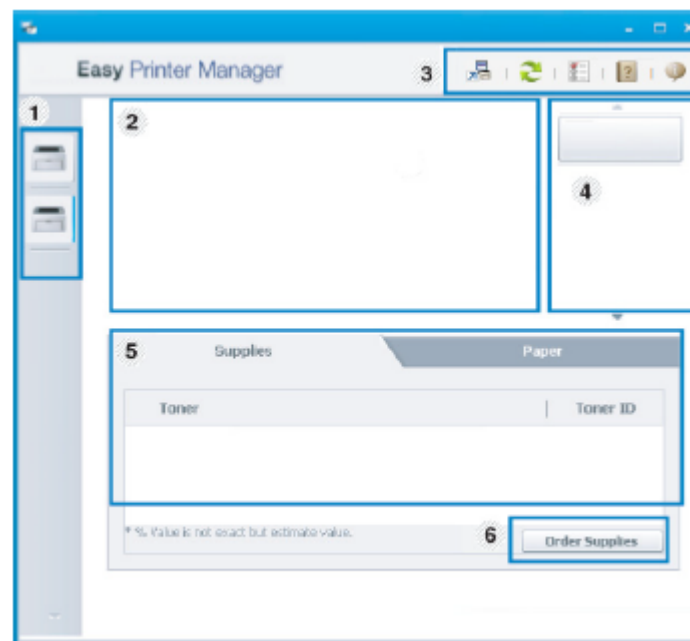 Easy Printer Manager
3
1
2
4
5
Supplies
Paper
Toner
Toner ID
* % Value is not exact but estimate value.
6
Order Supplies